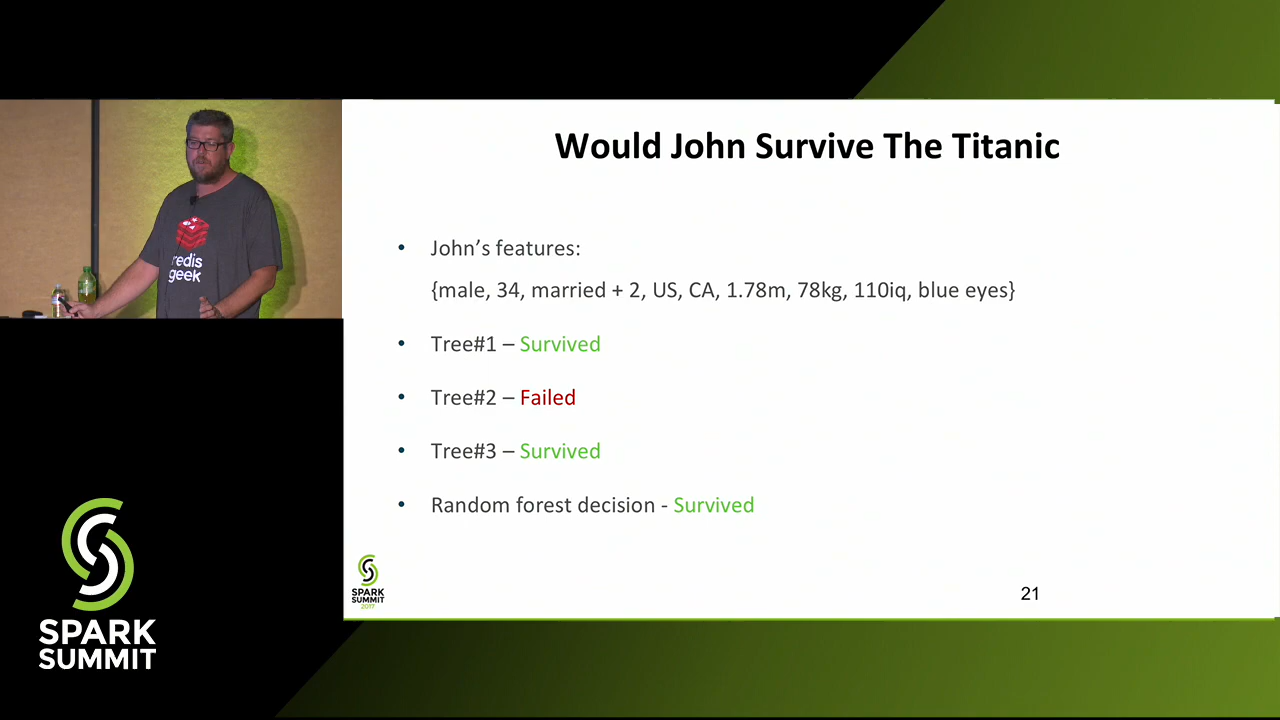 Would John Survive The Titanic
• John’s features:
{male, 34, married + 2, US, CA, 1.78m, 78kg, 110iq, blue eyes}
• Tree#1 – Survived
• Tree#2 – Failed
• Tree#3 – Survived
• Random forest decision - Survived
SPARK
SUMMIT
2017
21
redis
geek
SPARK
SUMMIT